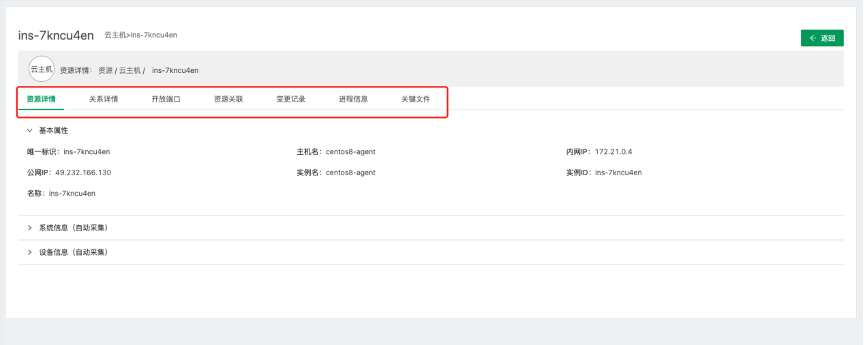 ins-7kncu4en 云主机>ins-7kncu4en
← 返回
云主机 资源详情: 资源 / 云主机 / ins-7kncu4en
资源详情 关系详情 开放端口 资源关联 变更记录 进程信息 关键文件
基本属性
唯一标识: ins-7kncu4en 主机名: centos8-agent 内网IP: 172.21.0.4
公网IP: 49.232.166.130 实例名: centos8-agent 实例ID: ins-7kncu4en
名称: ins-7kncu4en
系统信息（自动采集）
设备信息（自动采集）